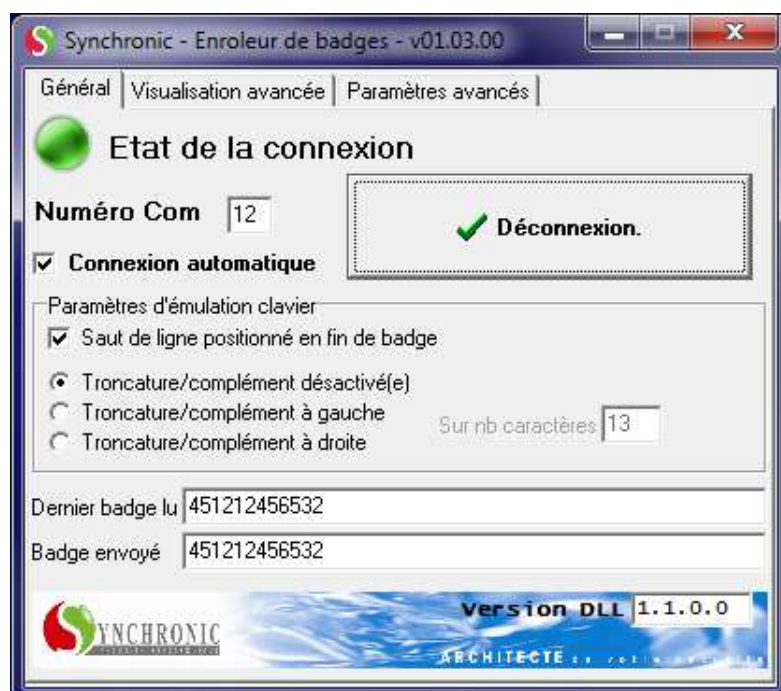 Synchronic - Enroleur de badges - v01.03.00
Général Visualisation avancée Paramètres avancés
Etat de la connexion
Numéro Com 12
Déconnexion.
Connexion automatique
Paramètres d'émulation clavier
Saut de ligne positionné en fin de badge
Troncature/complément désactivé(e)
Troncature/complément à gauche
Troncature/complément à droite
Sur nb caractères 13
Dernier badge lu 451212456532
Badge envoyé 451212456532
Version DLL 1.1.0.0
SYNCHRONIC
ARCHITECTE